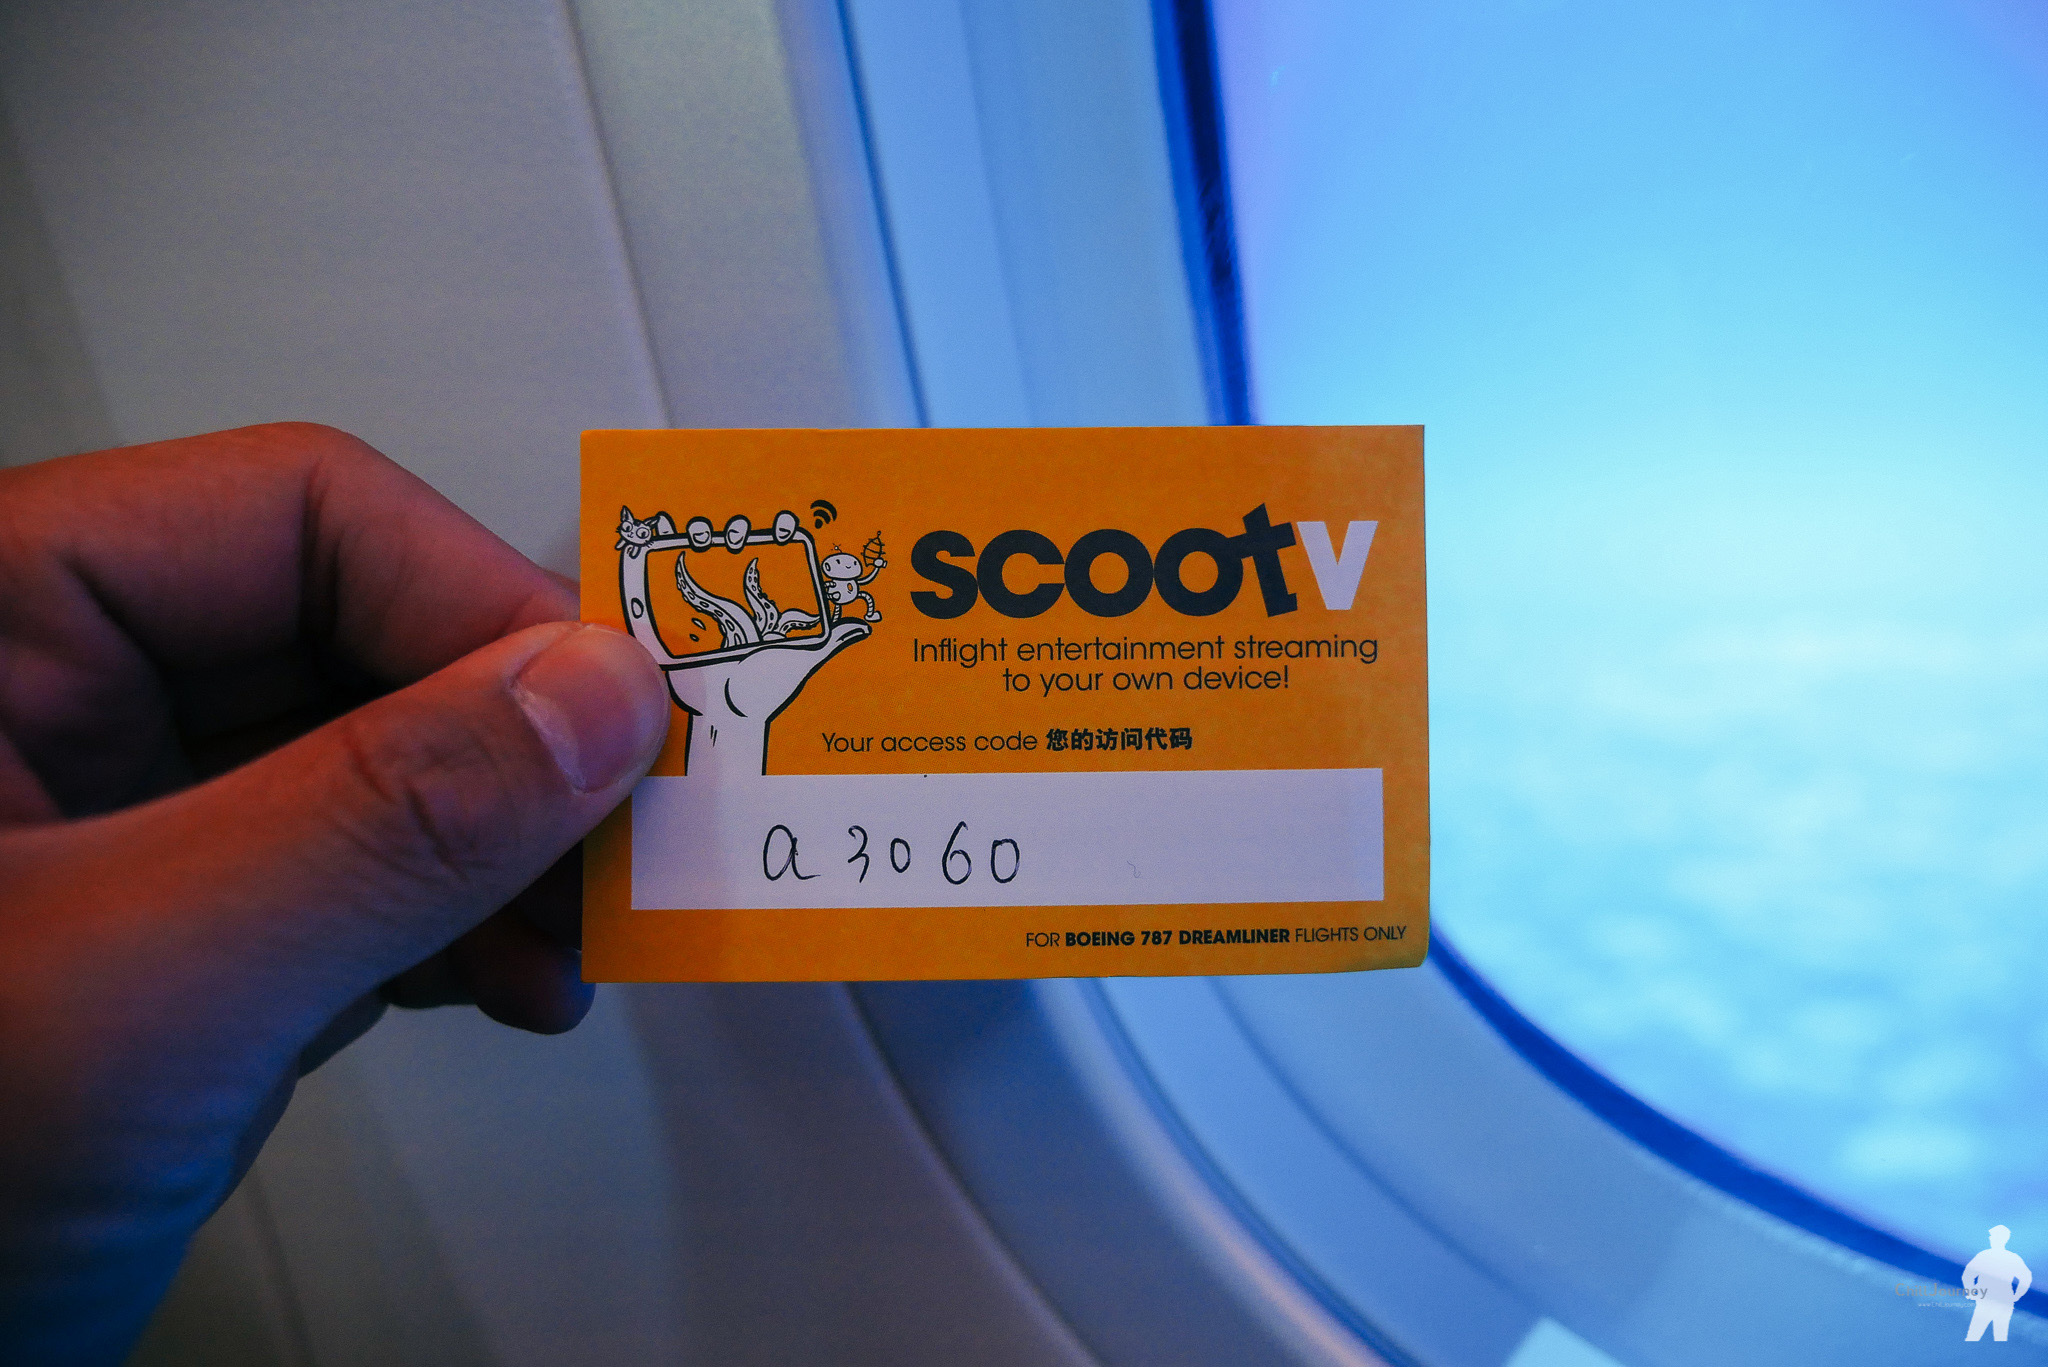 scootv
Inflight entertainment streaming
to your own device!
Your access code 您的访问代码
a 3060
FOR BOEING 787 DREAMLINER FLIGHTS ONLY